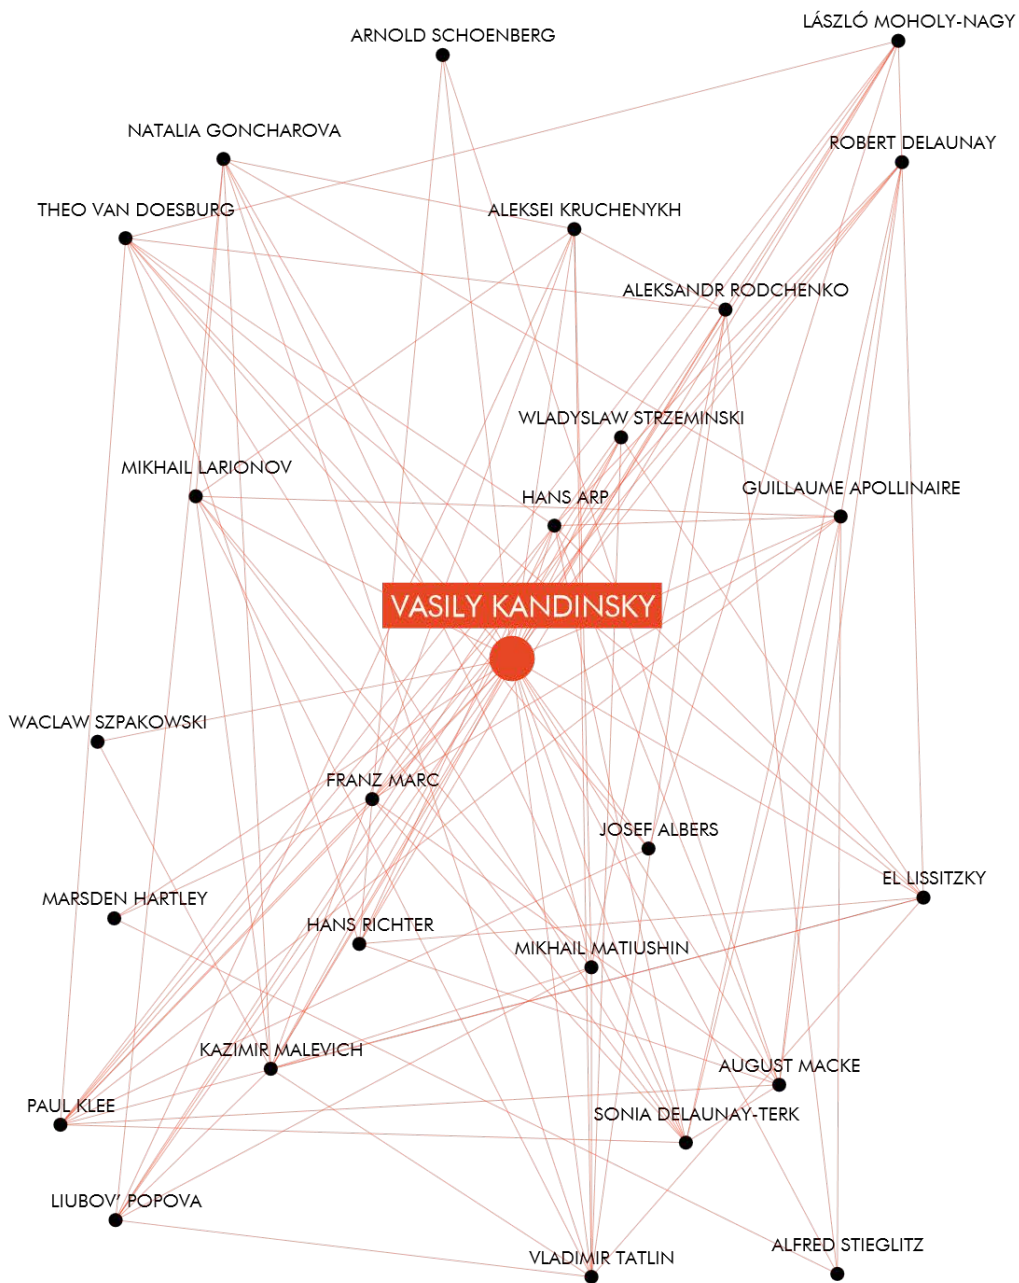 LÁSZLÓ MOHOLY-NAGY
ARNOLD SCHOENBERG
NATALIA GONCHAROVA
ROBERT DELAUNAY
THEO VAN DOESBURG
ALEKSEI KRUCHENYKH
ALEKSANDR RODCHENKO
WLADYSLAW STRZEMINSKI
MIKHAIL LARIONOV
GUILLAUME APOLLINAIRE
HANS ARP
VASILY KANDINSKY
WACLAW SZPAKOWSKI
FRANZ MARC
JOSEF ALBERS
EL LISSITZKY
MARSDEN HARTLEY
HANS RICHTER
MIKHAIL MATIUSHIN
KAZIMIR MALEVICH
AUGUST MACKE
PAUL KLEE
SONIA DELAUNAY-TERK
LIUBOV’ POPOVA
ALFRED STIEGLITZ
VLADIMIR TATLIN